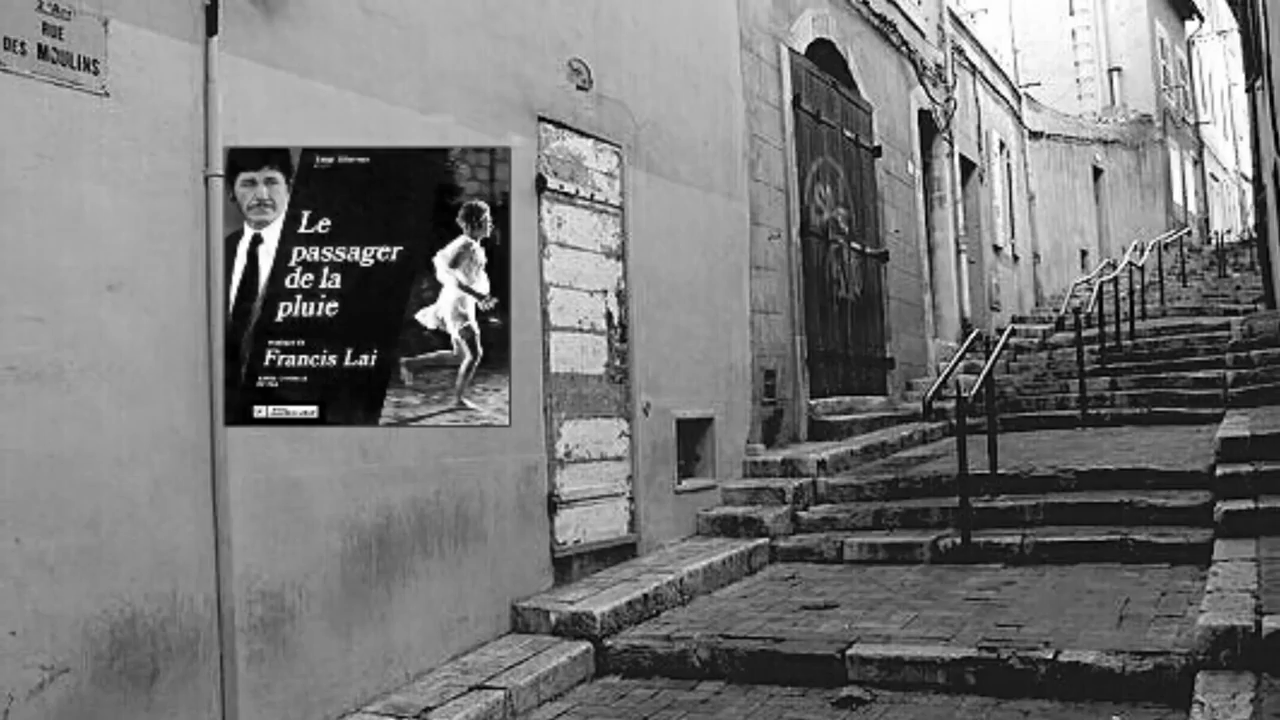 RUE
DES MOULINS
Le
passager
de la
pluie
Francis Lai